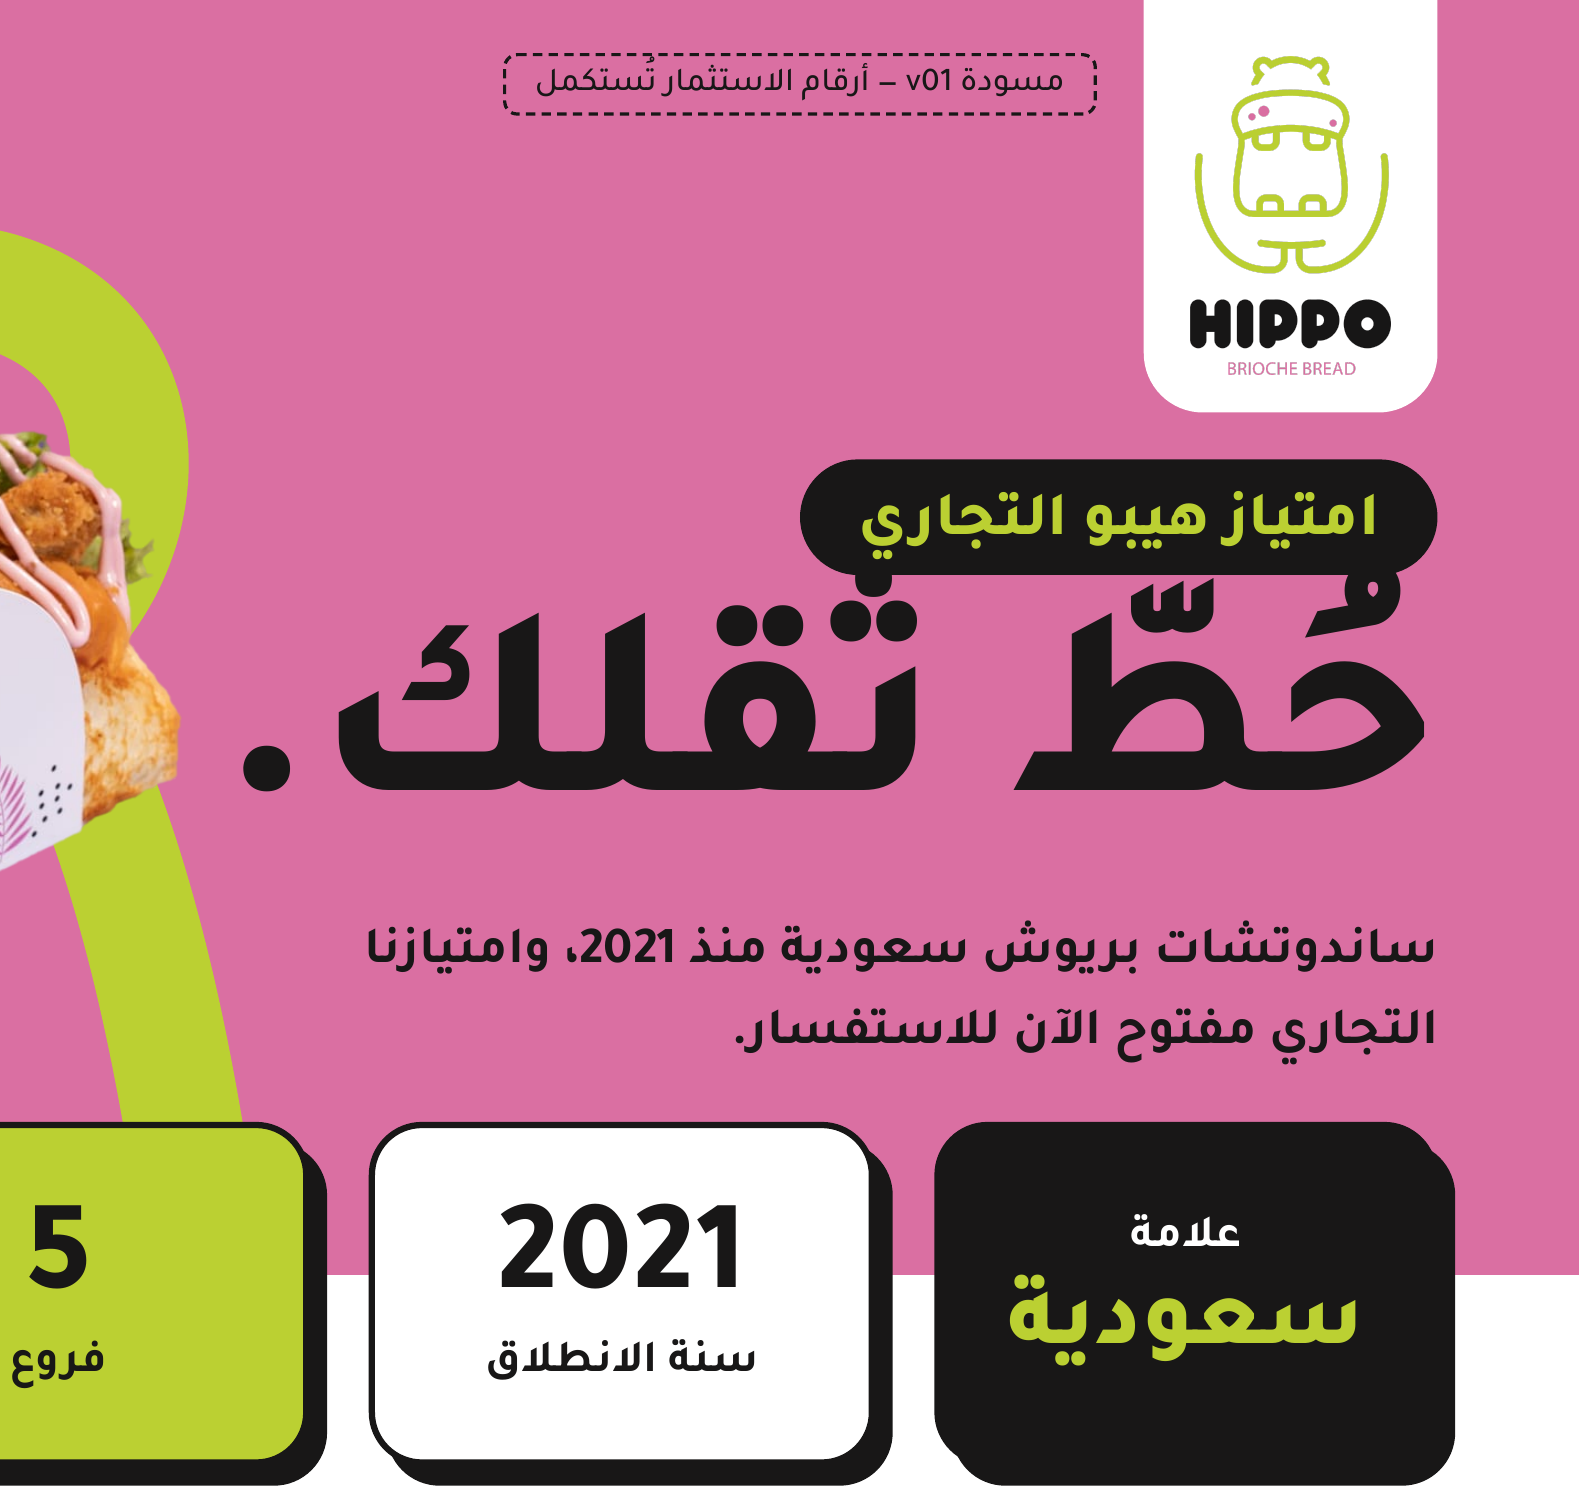 مسودة v01 – أرقام الاستثمار تُستكمل
HIPPO
BRIOCHE BREAD
امتياز هيبو التجاري
حُطّ ثقلك.
ساندوتشات بريوش سعودية منذ 2021، وامتيازنا
التجاري مفتوح الآن للاستفسار.
علامة
سعودية
2021
سنة الانطلاق
5
فروع